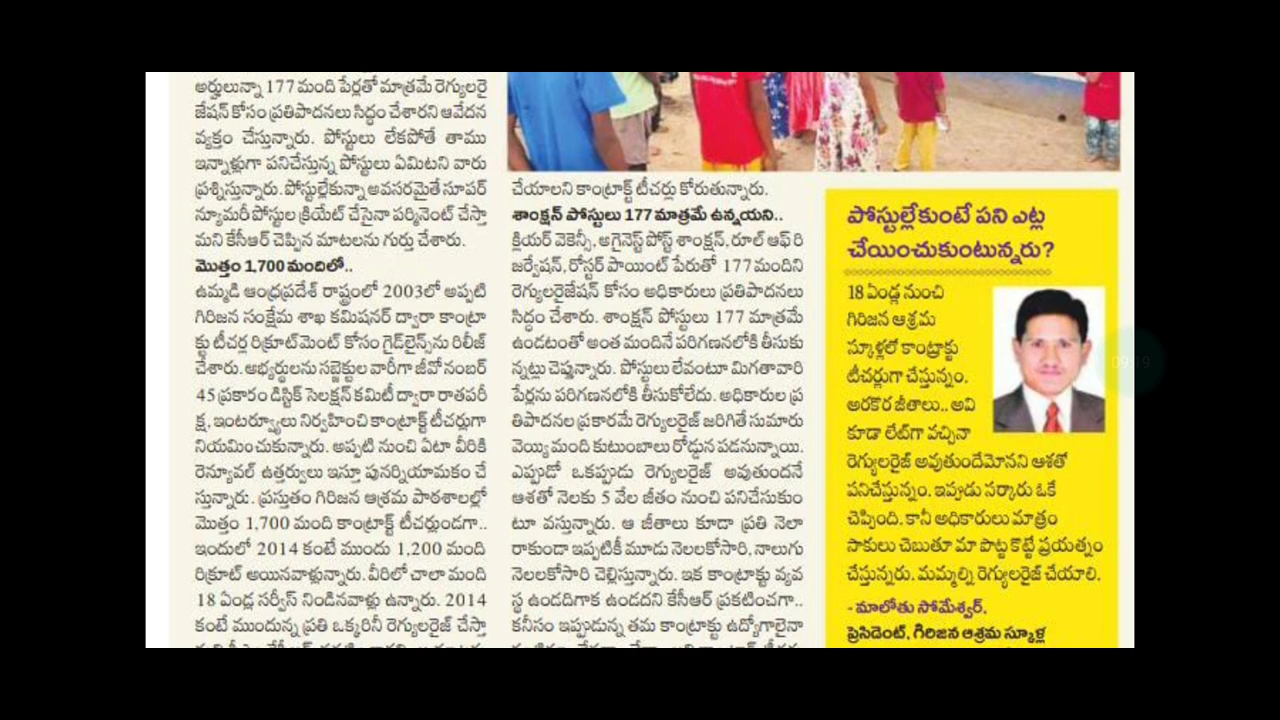 అర్హులున్నా 177 మంది పేర్లతో మాత్రమే రెగ్యులరై
జేషన్ కోసం ప్రతిపాదనలు సిద్ధం చేశారని ఆవేదన
వ్యక్తం చేస్తున్నారు. పోస్టులు లేకపోతే తాము
ఇన్నాళ్లుగా పనిచేస్తున్న పోస్టులు ఏమిటని వారు
ప్రశ్నిస్తున్నారు. పోస్టుల్లేకున్నా అవసరమైతే సూపర్
న్యూమరీ పోస్టుల క్రియేట్ చేసైనా పర్మినెంట్ చేస్తా
మని కేసీఆర్ చెప్పిన మాటలను గుర్తు చేశారు.
మొత్తం 1,700 మందిలో..
ఉమ్మడి ఆంధ్రప్రదేశ్ రాష్ట్రంలో 2003లో అప్పటి
గిరిజన సంక్షేమ శాఖ కమిషనర్ ద్వారా కాంట్రా
క్టు టీచర్ల రిక్రూట్‌మెంట్ కోసం గైడ్‌లైన్స్‌ను రిలీజ్
చేశారు. అభ్యర్థులను సబ్జెక్టుల వారీగా జీవో నంబర్
45 ప్రకారం డిస్టిక్ సెలక్షన్ కమిటీ ద్వారా రాతపరీ
క్ష, ఇంటర్వ్యూలు నిర్వహించి కాంట్రాక్ట్ టీచర్లుగా
నియమించుకున్నారు. అప్పటి నుంచి ఏటా వీరికి
రెన్యూవల్ ఉత్తర్వులు ఇస్తూ పునర్నియామకం చే
స్తున్నారు. ప్రస్తుతం గిరిజన ఆశ్రమ పాఠశాలల్లో
మొత్తం 1,700 మంది కాంట్రాక్ట్ టీచర్లుండగా..
ఇందులో 2014 కంటే ముందు 1,200 మంది
రిక్రూట్ అయినవాళ్లున్నారు. వీరిలో చాలా మంది
18 ఏండ్ల సర్వీస్ నిండినవాళ్లు ఉన్నారు. 2014
కంటే ముందున్న ప్రతి ఒక్కరినీ రెగ్యులరైజ్ చేస్తా
చేయాలని కాంట్రాక్ట్ టీచర్లు కోరుతున్నారు.
శాంక్షన్ పోస్టులు 177 మాత్రమే ఉన్నయని..
క్లియర్ వెకెన్సీ, అగైనెస్ట్ పోస్ట్ శాంక్షన్, రూల్ ఆఫ్ రి
జర్వేషన్, రోస్టర్ పాయింట్ పేరుతో 177 మందిని
రెగ్యులరైజేషన్ కోసం అధికారులు ప్రతిపాదనలు
సిద్ధం చేశారు. శాంక్షన్ పోస్టులు 177 మాత్రమే
ఉండటంతో అంత మందినే పరిగణనలోకి తీసుకు
న్నట్లు చెప్తున్నారు. పోస్టులు లేవంటూ మిగతావారి
పేర్లను పరిగణనలోకి తీసుకోలేదు. అధికారుల ప్ర
తిపాదనల ప్రకారమే రెగ్యులరైజ్ జరిగితే సుమారు
వెయ్యి మంది కుటుంబాలు రోడ్డున పడనున్నాయి.
ఎప్పుడో ఒకప్పుడు రెగ్యులరైజ్ అవుతుందనే
ఆశతో నెలకు 5 వేల జీతం నుంచి పనిచేసుకుం
టూ వస్తున్నారు. ఆ జీతాలు కూడా ప్రతి నెలా
రాకుండా ఇప్పటికీ మూడు నెలలకోసారి, నాలుగు
నెలలకోసారి చెల్లిస్తున్నారు. ఇక కాంట్రాక్టు వ్యవ
స్థ ఉండదిగాక ఉండదని కేసీఆర్ ప్రకటించగా..
కనీసం ఇప్పుడున్న తమ కాంట్రాక్టు ఉద్యోగాలైనా
పోస్టుల్లేకుంటే పని ఎట్ల
చేయించుకుంటున్నరు?
18 ఏండ్ల నుంచి
గిరిజన ఆశ్రమ
స్కూళ్లలో కాంట్రాక్టు
టీచర్లుగా చేస్తున్నం.
అరకొర జీతాలు.. అవి
కూడా లేట్‌గా వచ్చినా
రెగ్యులరైజ్ అవుతుందేమోనని ఆశతో
పనిచేస్తున్నం. ఇప్పడు సర్కారు ఓకే
చెప్పింది. కానీ అధికారులు మాత్రం
సాకులు చెబుతూ మా పొట్ట కొట్టే ప్రయత్నం
చేస్తున్నరు. మమ్మల్ని రెగ్యులరైజ్ చేయాలి.
- మాలోతు సోమేశ్వర్,
ప్రెసిడెంట్, గిరిజన ఆశ్రమ స్కూళ్ల
09:19